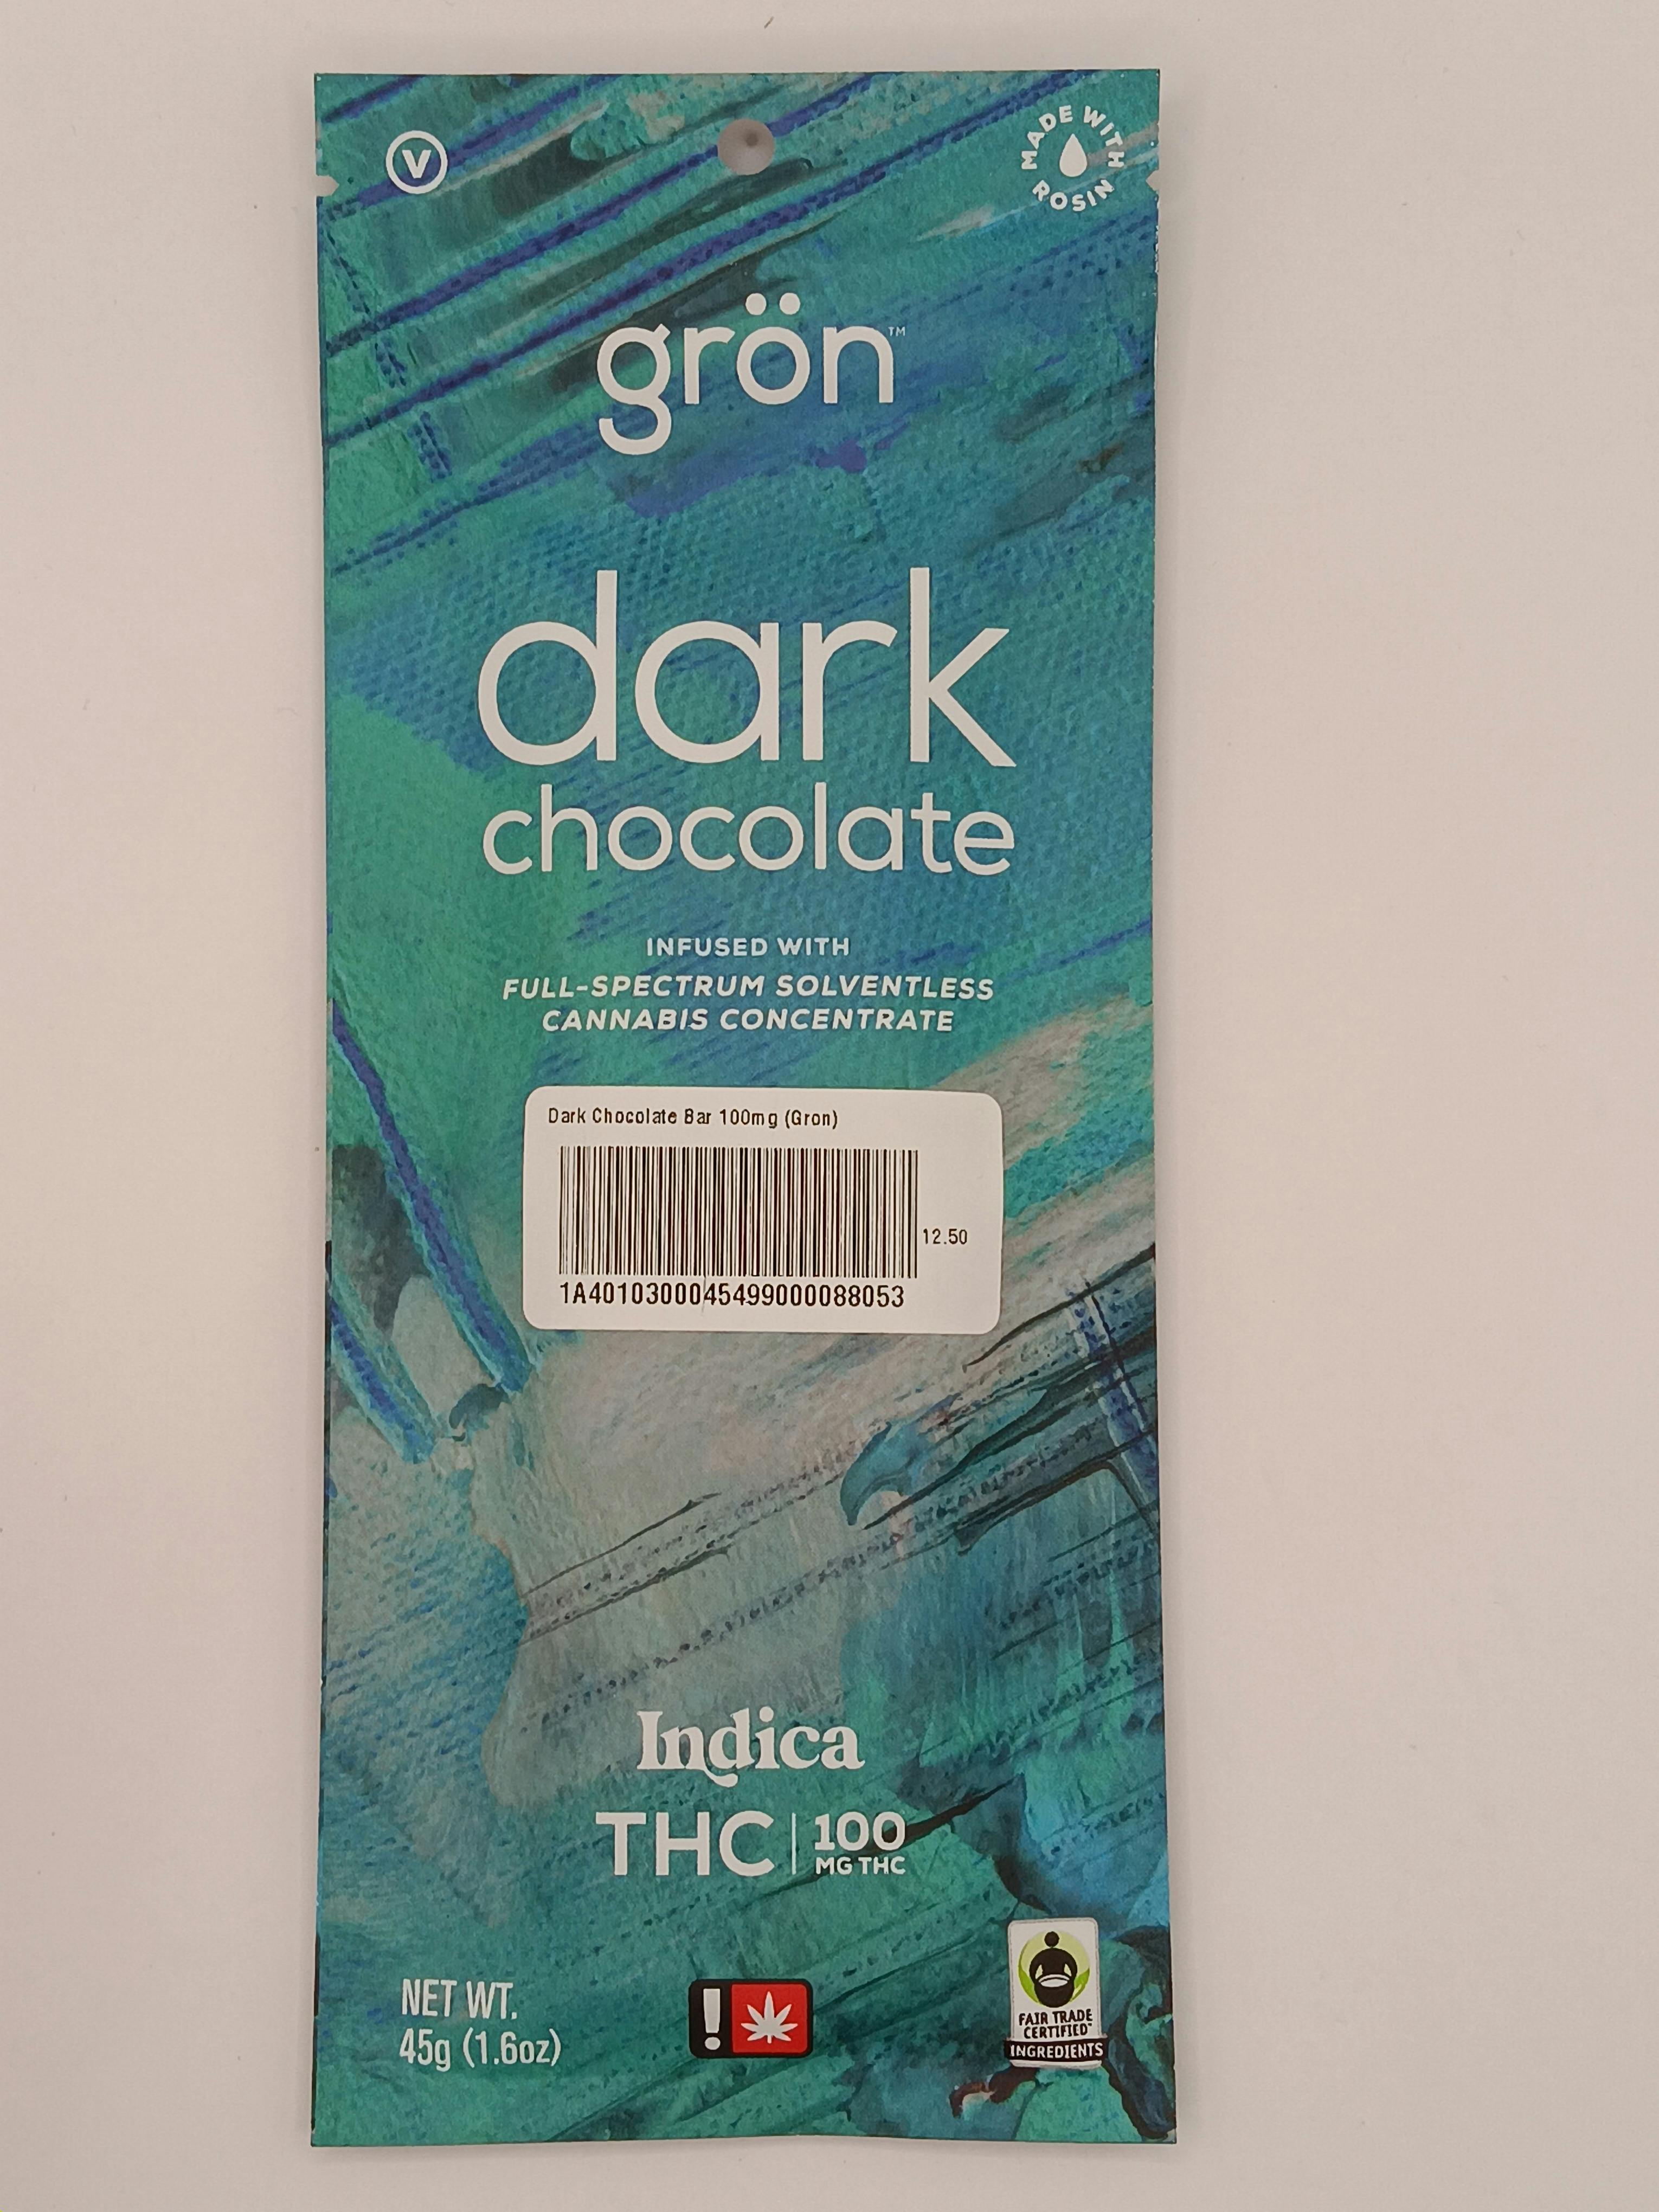 V
MADE WITH
ROSIN
grön™
dark
chocolate
INFUSED WITH
FULL-SPECTRUM SOLVENTLESS
CANNABIS CONCENTRATE
Dark Chocolate Bar 100mg (Gron)
12.50
1A4010300045499000088053
Indica
THC | 100
MG THC
NET WT.
45g (1.6oz)
!
FAIR TRADE
CERTIFIED™
INGREDIENTS